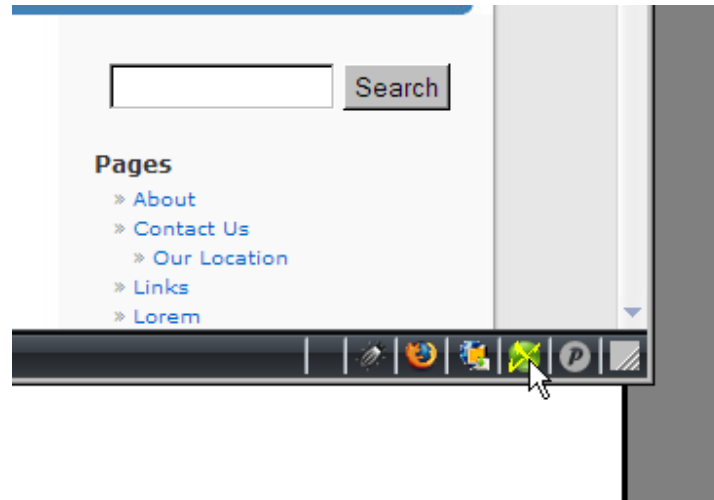 Search
Pages
» About
» Contact Us
» Our Location
» Links
» Lorem
P